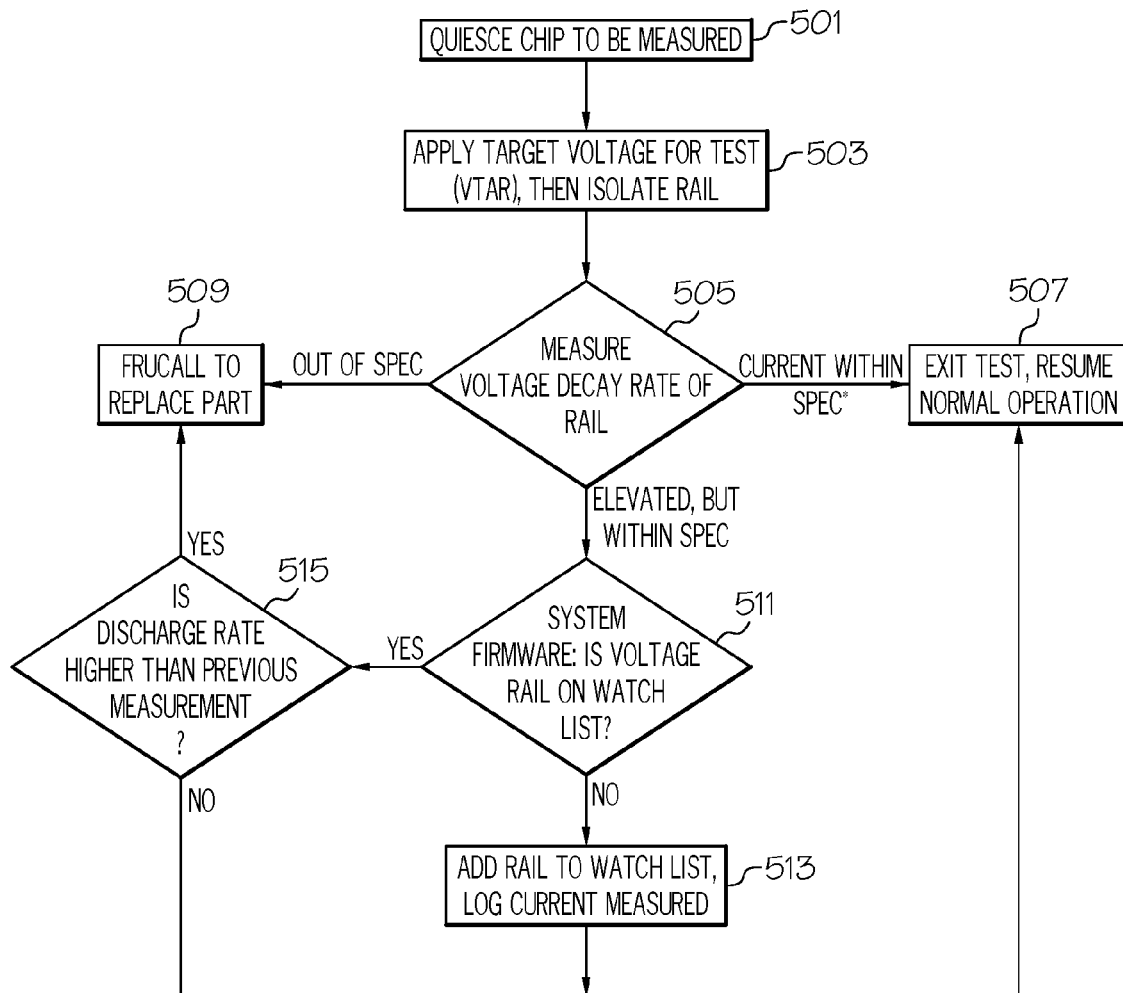 QUIESCE CHIP TO BE MEASURED
501
APPLY TARGET VOLTAGE FOR TEST
(VTAR), THEN ISOLATE RAIL
503
509
FRUCALL TO
REPLACE PART
OUT OF SPEC
505
MEASURE
VOLTAGE DECAY RATE OF
RAIL
CURRENT WITHIN
SPEC*
507
EXIT TEST, RESUME
NORMAL OPERATION
ELEVATED, BUT
WITHIN SPEC
YES
515
IS
DISCHARGE RATE
HIGHER THAN PREVIOUS
MEASUREMENT
?
YES
511
SYSTEM
FIRMWARE: IS VOLTAGE
RAIL ON WATCH
LIST?
NO
NO
ADD RAIL TO WATCH LIST,
LOG CURRENT MEASURED
513